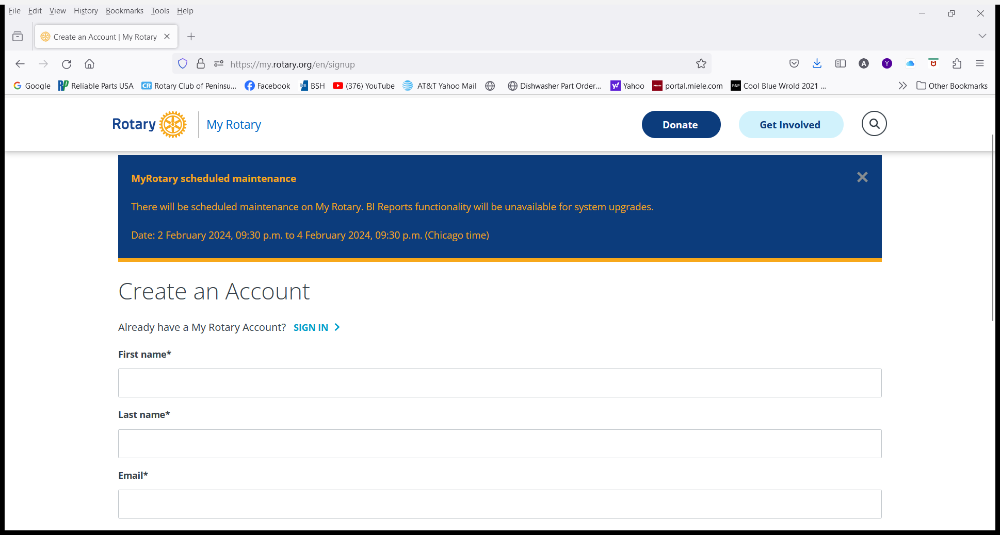 File Edit View History Bookmarks Tools Help
Create an Account | My Rotary
https://my.rotary.org/en/signup
A Y
Google Reliable Parts USA CR Rotary Club of Peninsu... Facebook BSH (376) YouTube AT&T Yahoo Mail Dishwasher Part Order... y! Yahoo Miele portal.miele.com F&P Cool Blue Wrold 2021 ... Other Bookmarks
Rotary My Rotary Donate Get Involved
MyRotary scheduled maintenance
There will be scheduled maintenance on My Rotary. BI Reports functionality will be unavailable for system upgrades.
Date: 2 February 2024, 09:30 p.m. to 4 February 2024, 09:30 p.m. (Chicago time)
Create an Account
Already have a My Rotary Account? SIGN IN
First name*
Last name*
Email*